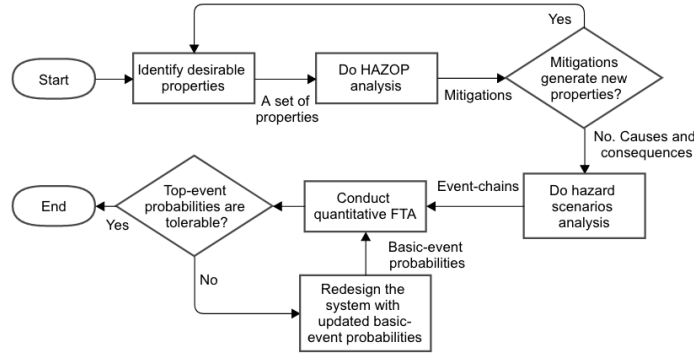 Yes
Start
Identify desirable
properties
A set of
properties
Do HAZOP
analysis
Mitigations
Mitigations
generate new
properties?
No. Causes and
consequences
Do hazard
scenarios
analysis
Event-chains
Conduct
quantitative FTA
Top-event
probabilities are
tolerable?
Yes
End
No
Redesign the
system with
updated basic-
event probabilities
Basic-event
probabilities